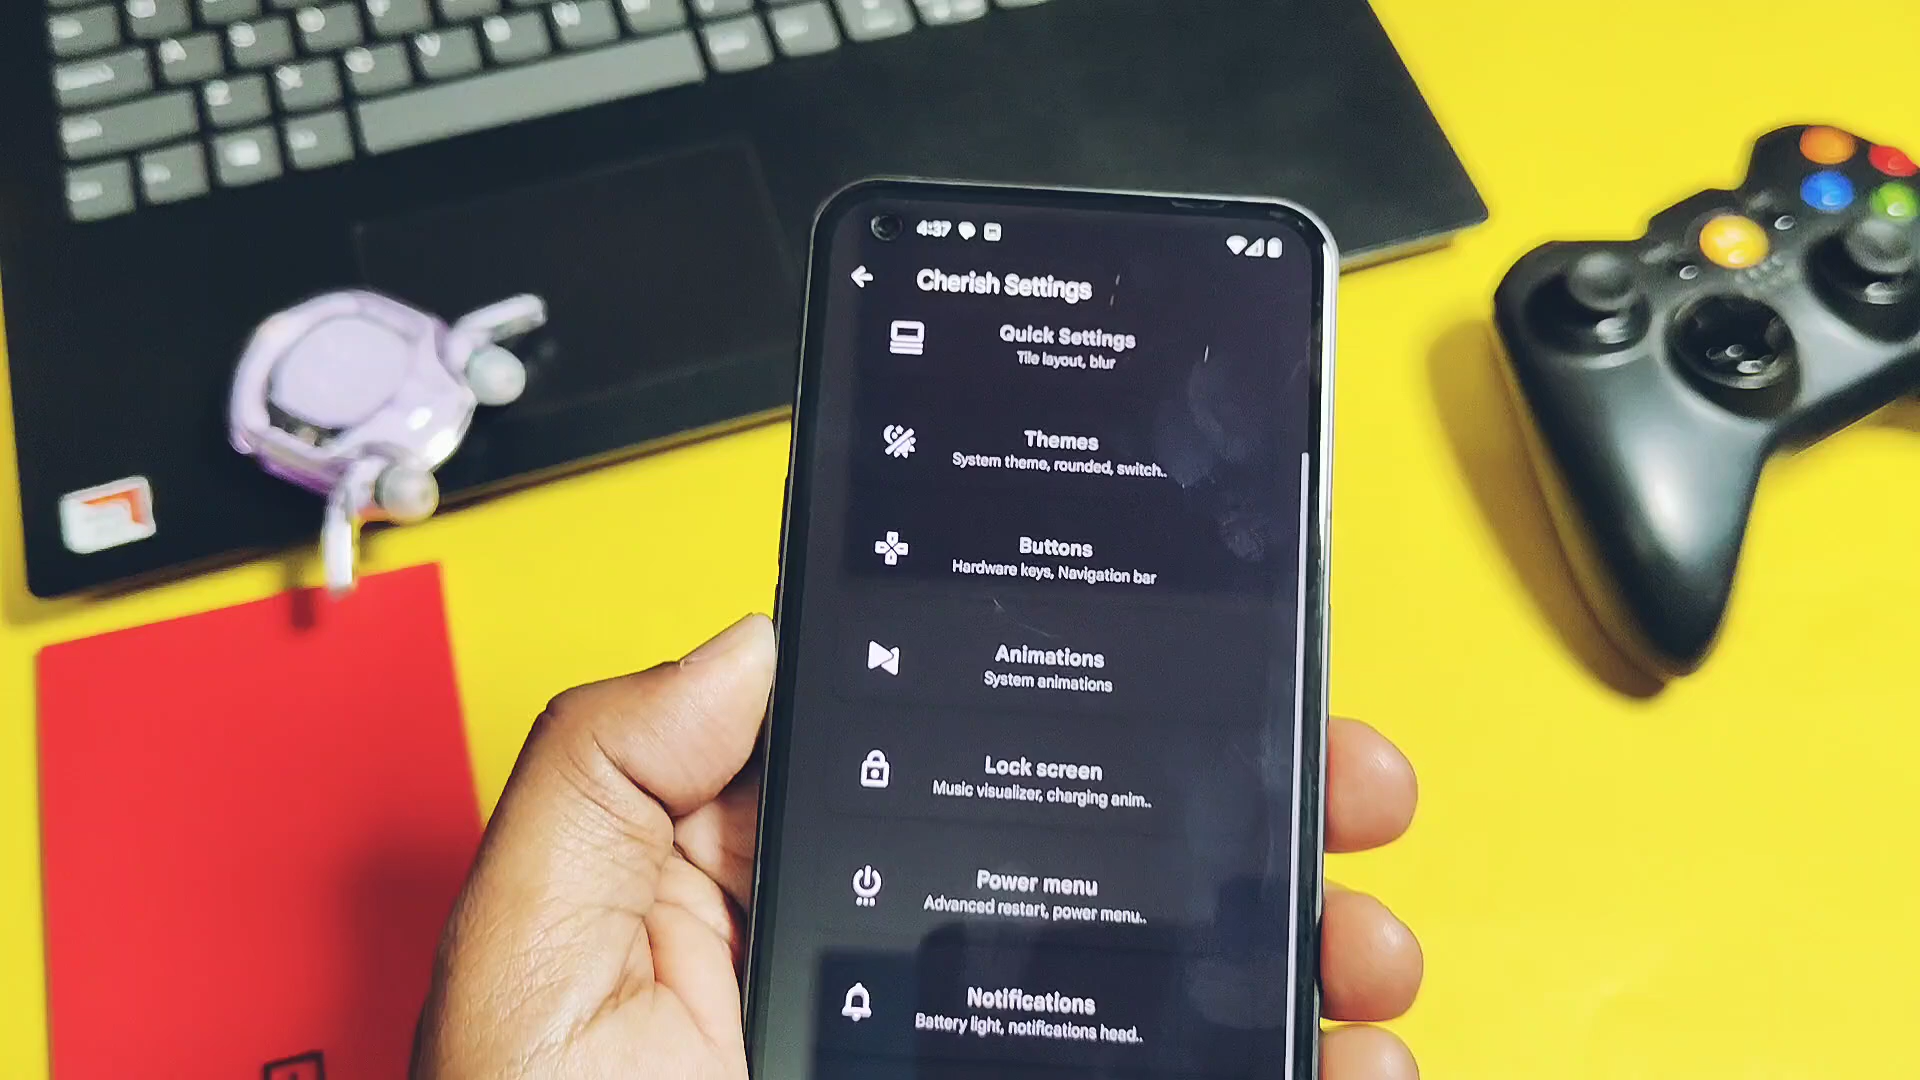 4:37
Cherish Settings
Quick Settings
Tile layout, blur
Themes
System theme, rounded, switch..
Buttons
Hardware keys, Navigation bar
Animations
System animations
Lock screen
Music visualizer, charging anim..
Power menu
Advanced restart, power menu..
Notifications
Battery light, notifications head..